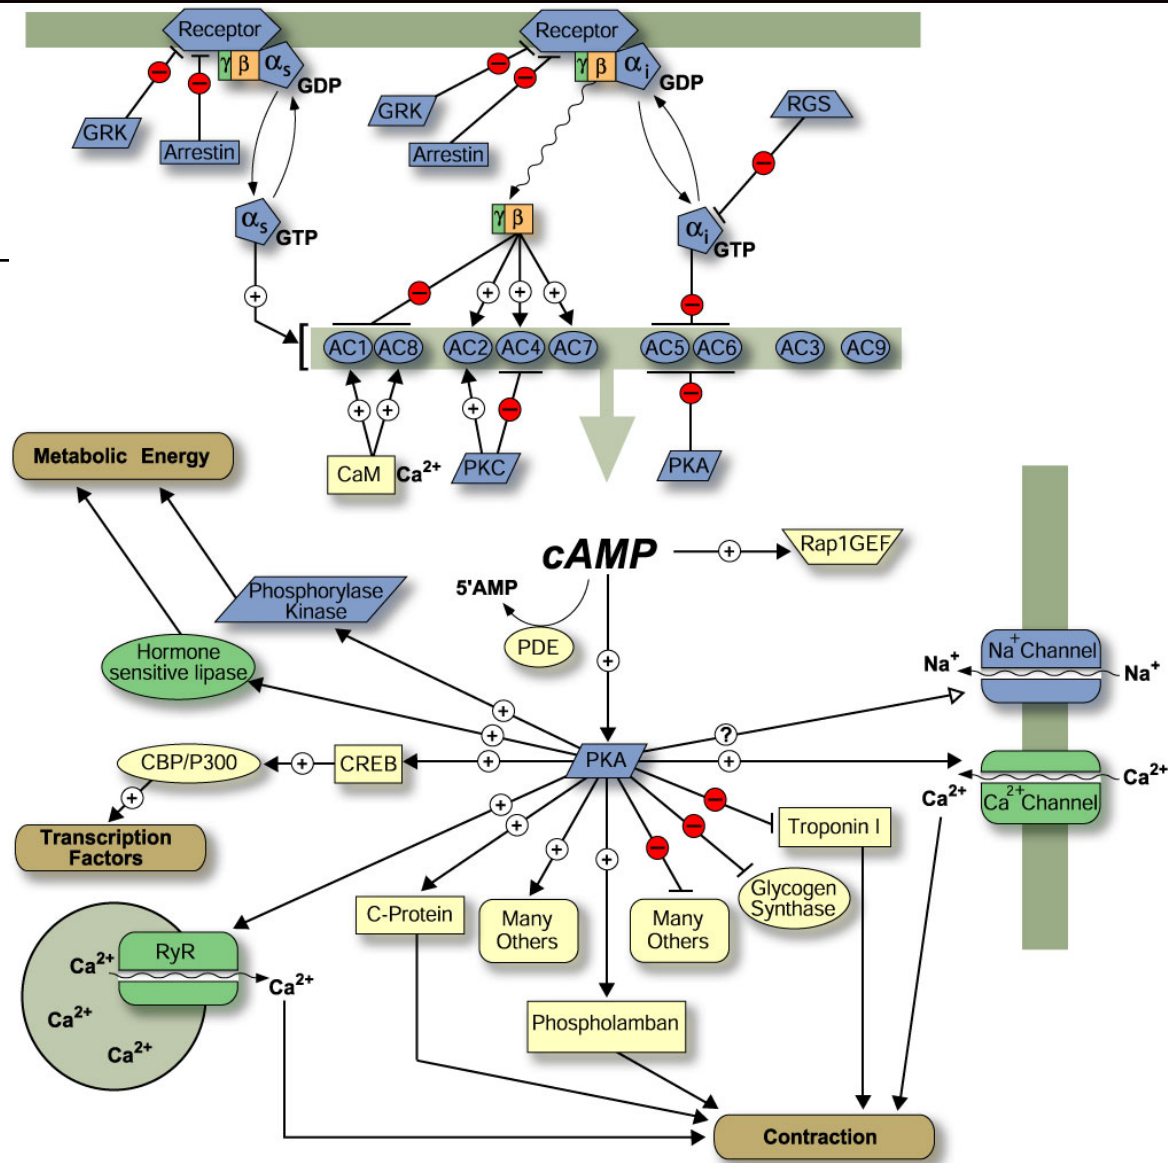 Receptor
γ β αs
GDP
GRK
Arrestin
αs
GTP
+
Receptor
γ β αi
GDP
GRK
Arrestin
RGS
γ β
αi
GTP
+ + +
AC1 AC8 AC2 AC4 AC7 AC5 AC6 AC3 AC9
+ + +
CaM Ca2+
PKC
PKA
Metabolic Energy
cAMP
+
Rap1GEF
5'AMP
PDE
+
Phosphorylase
Kinase
Hormone
sensitive lipase
Na+ Channel
Na+
Na+
+
+
?
PKA
+
CBP/P300
+
CREB
+
+
Transcription
Factors
Ca2+
Ca2+
Ca2+ Channel
+
+
+
+
Troponin I
Glycogen
Synthase
C-Protein
Many
Others
Many
Others
RyR
Ca2+
Ca2+
Ca2+
Ca2+
Phospholamban
Contraction